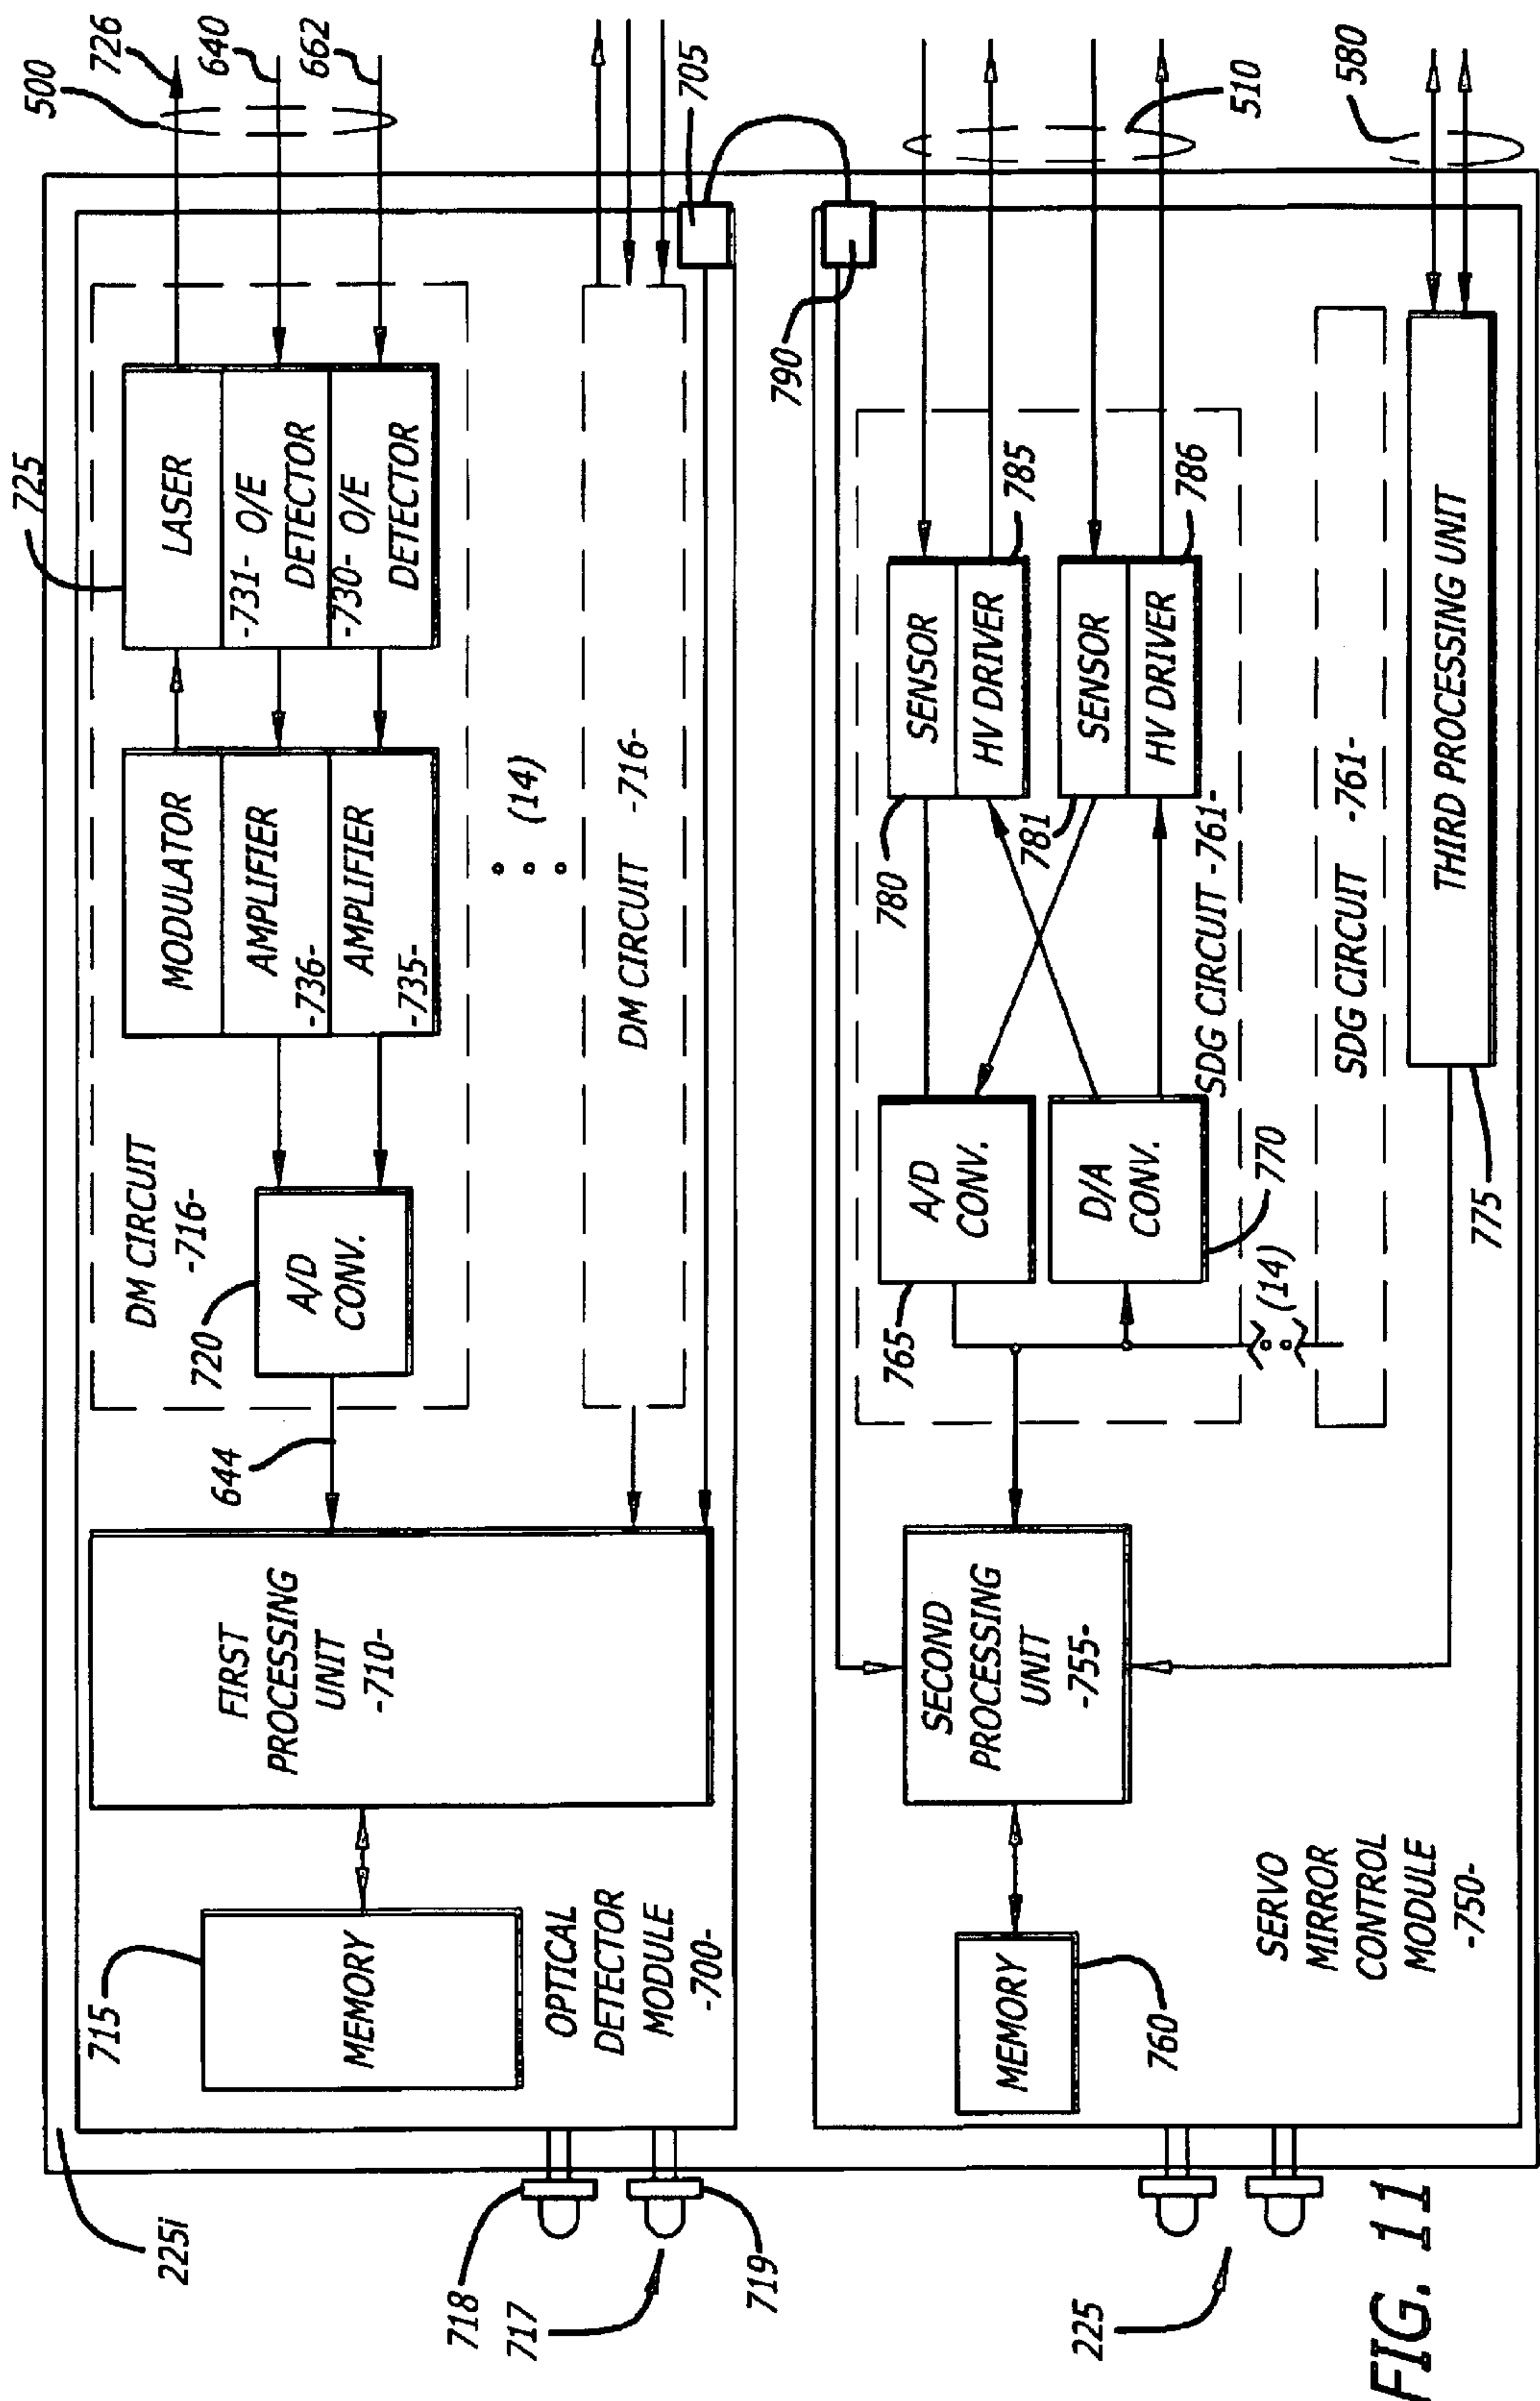 225i
715
MEMORY
FIRST
PROCESSING
UNIT
-710-
644
DM CIRCUIT
-716-
720
A/D
CONV.
MODULATOR
AMPLIFIER
-736-
AMPLIFIER
-735-
725
LASER
-731- O/E
DETECTOR
-730- O/E
DETECTOR
500
726
640
662
(14)
DM CIRCUIT -716-
OPTICAL
DETECTOR
MODULE
-700-
718
717
719
705
790
SECOND
PROCESSING
UNIT
-755-
MEMORY
760
765
A/D
CONV.
D/A
CONV.
770
780
SENSOR
HV DRIVER
785
781
SENSOR
HV DRIVER
786
SDG CIRCUIT -761-
(14)
SDG CIRCUIT -761-
510
580
THIRD PROCESSING UNIT
775
SERVO
MIRROR
CONTROL
MODULE
-750-
225
FIG. 11